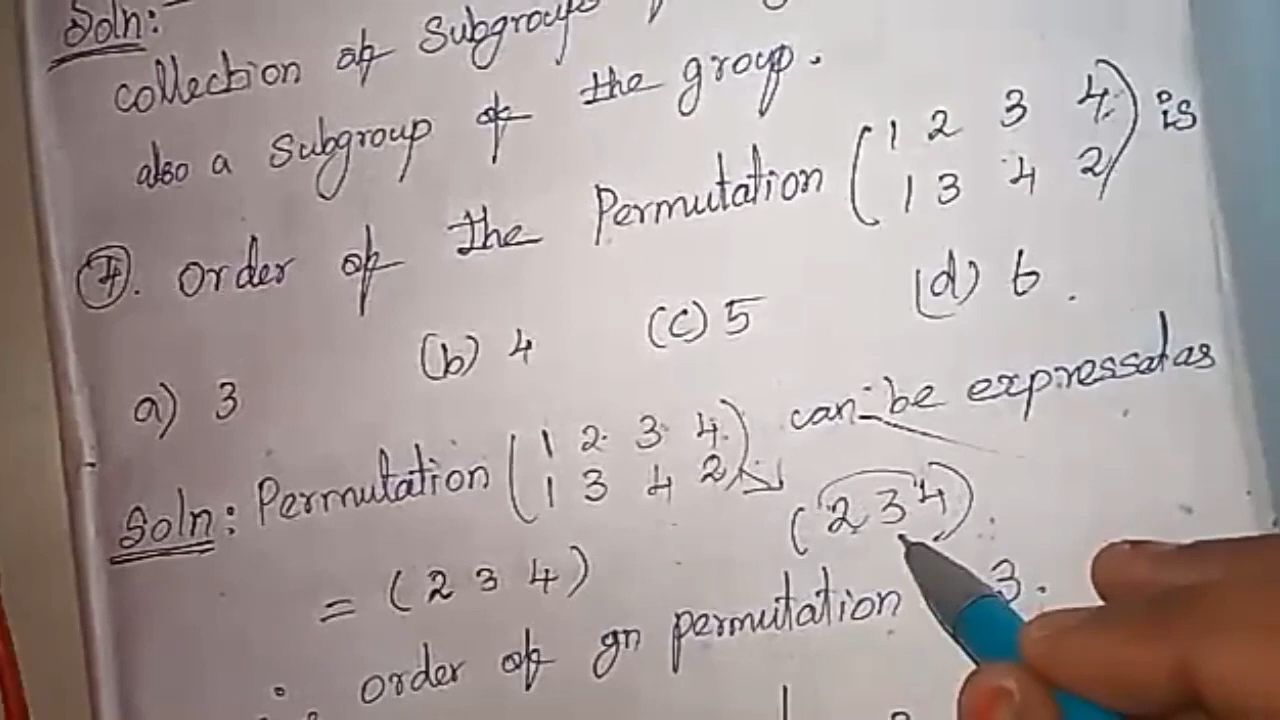 Soln:
collection of subgroups
also a subgroup of the group.
7. Order of the Permutation (1 2 3 4
1 3 4 2) is
a) 3 (b) 4 (c) 5 (d) 6.
Soln: Permutation (1 2 3 4
1 3 4 2) can be expressed as
= (2 3 4) (2 3 4).
∴ order of gn permutation 3.